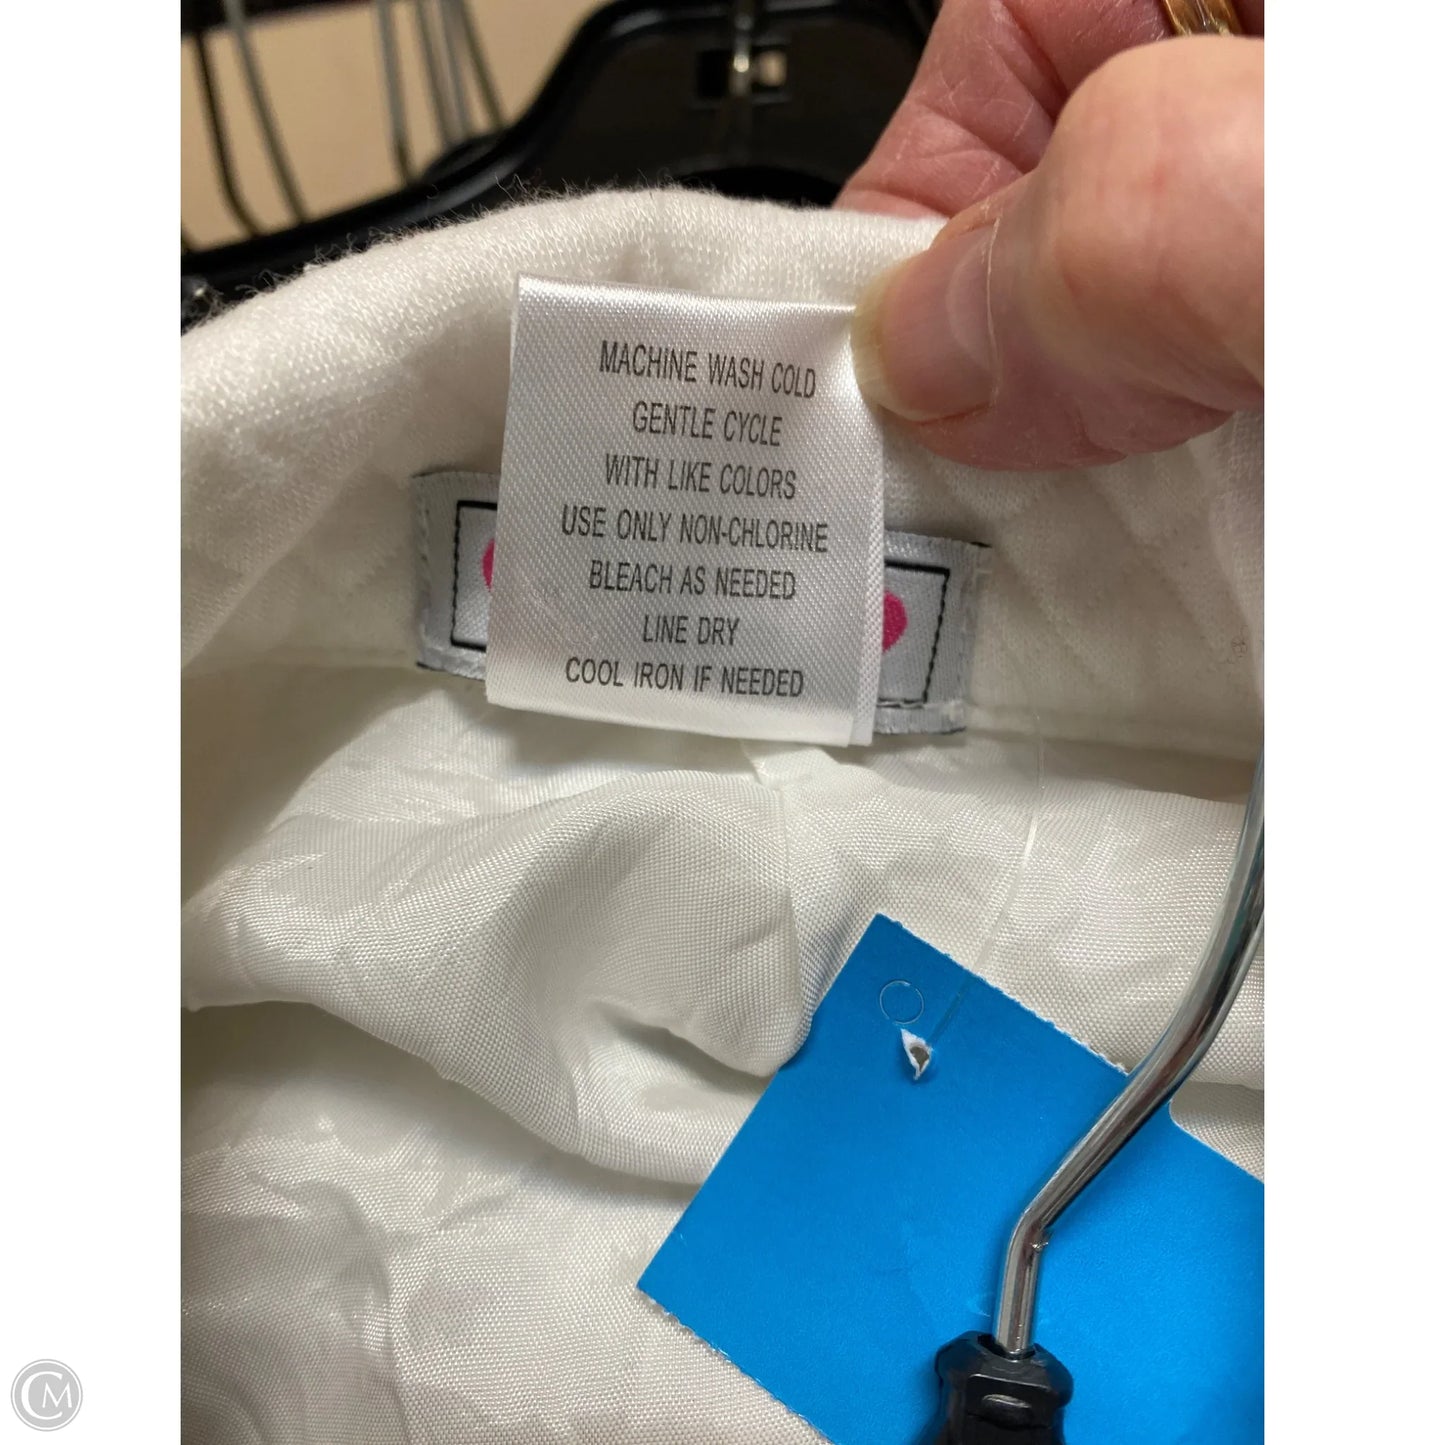 MACHINE WASH COLD
GENTLE CYCLE
WITH LIKE COLORS
USE ONLY NON-CHLORINE
BLEACH AS NEEDED
LINE DRY
COOL IRON IF NEEDED
CM